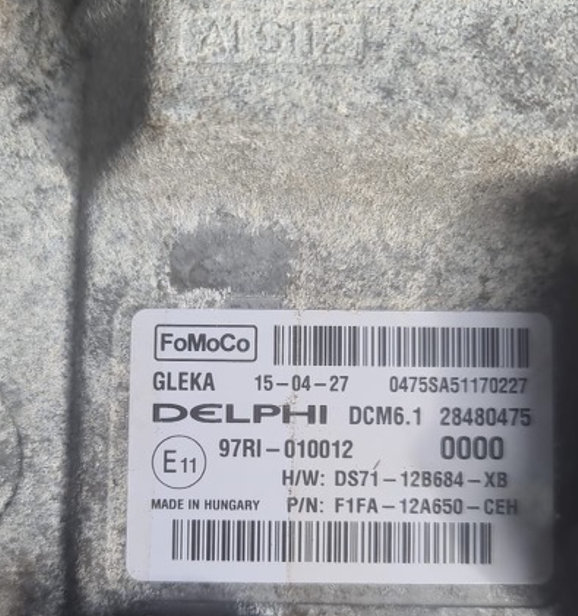 FoMoCo
GLEKA 15-04-27 0475SA51170227
DELPHI DCM6.1 28480475
E11 97RI-010012 0000
H/W: DS71-12B684-XB
MADE IN HUNGARY P/N: F1FA-12A650-CEH